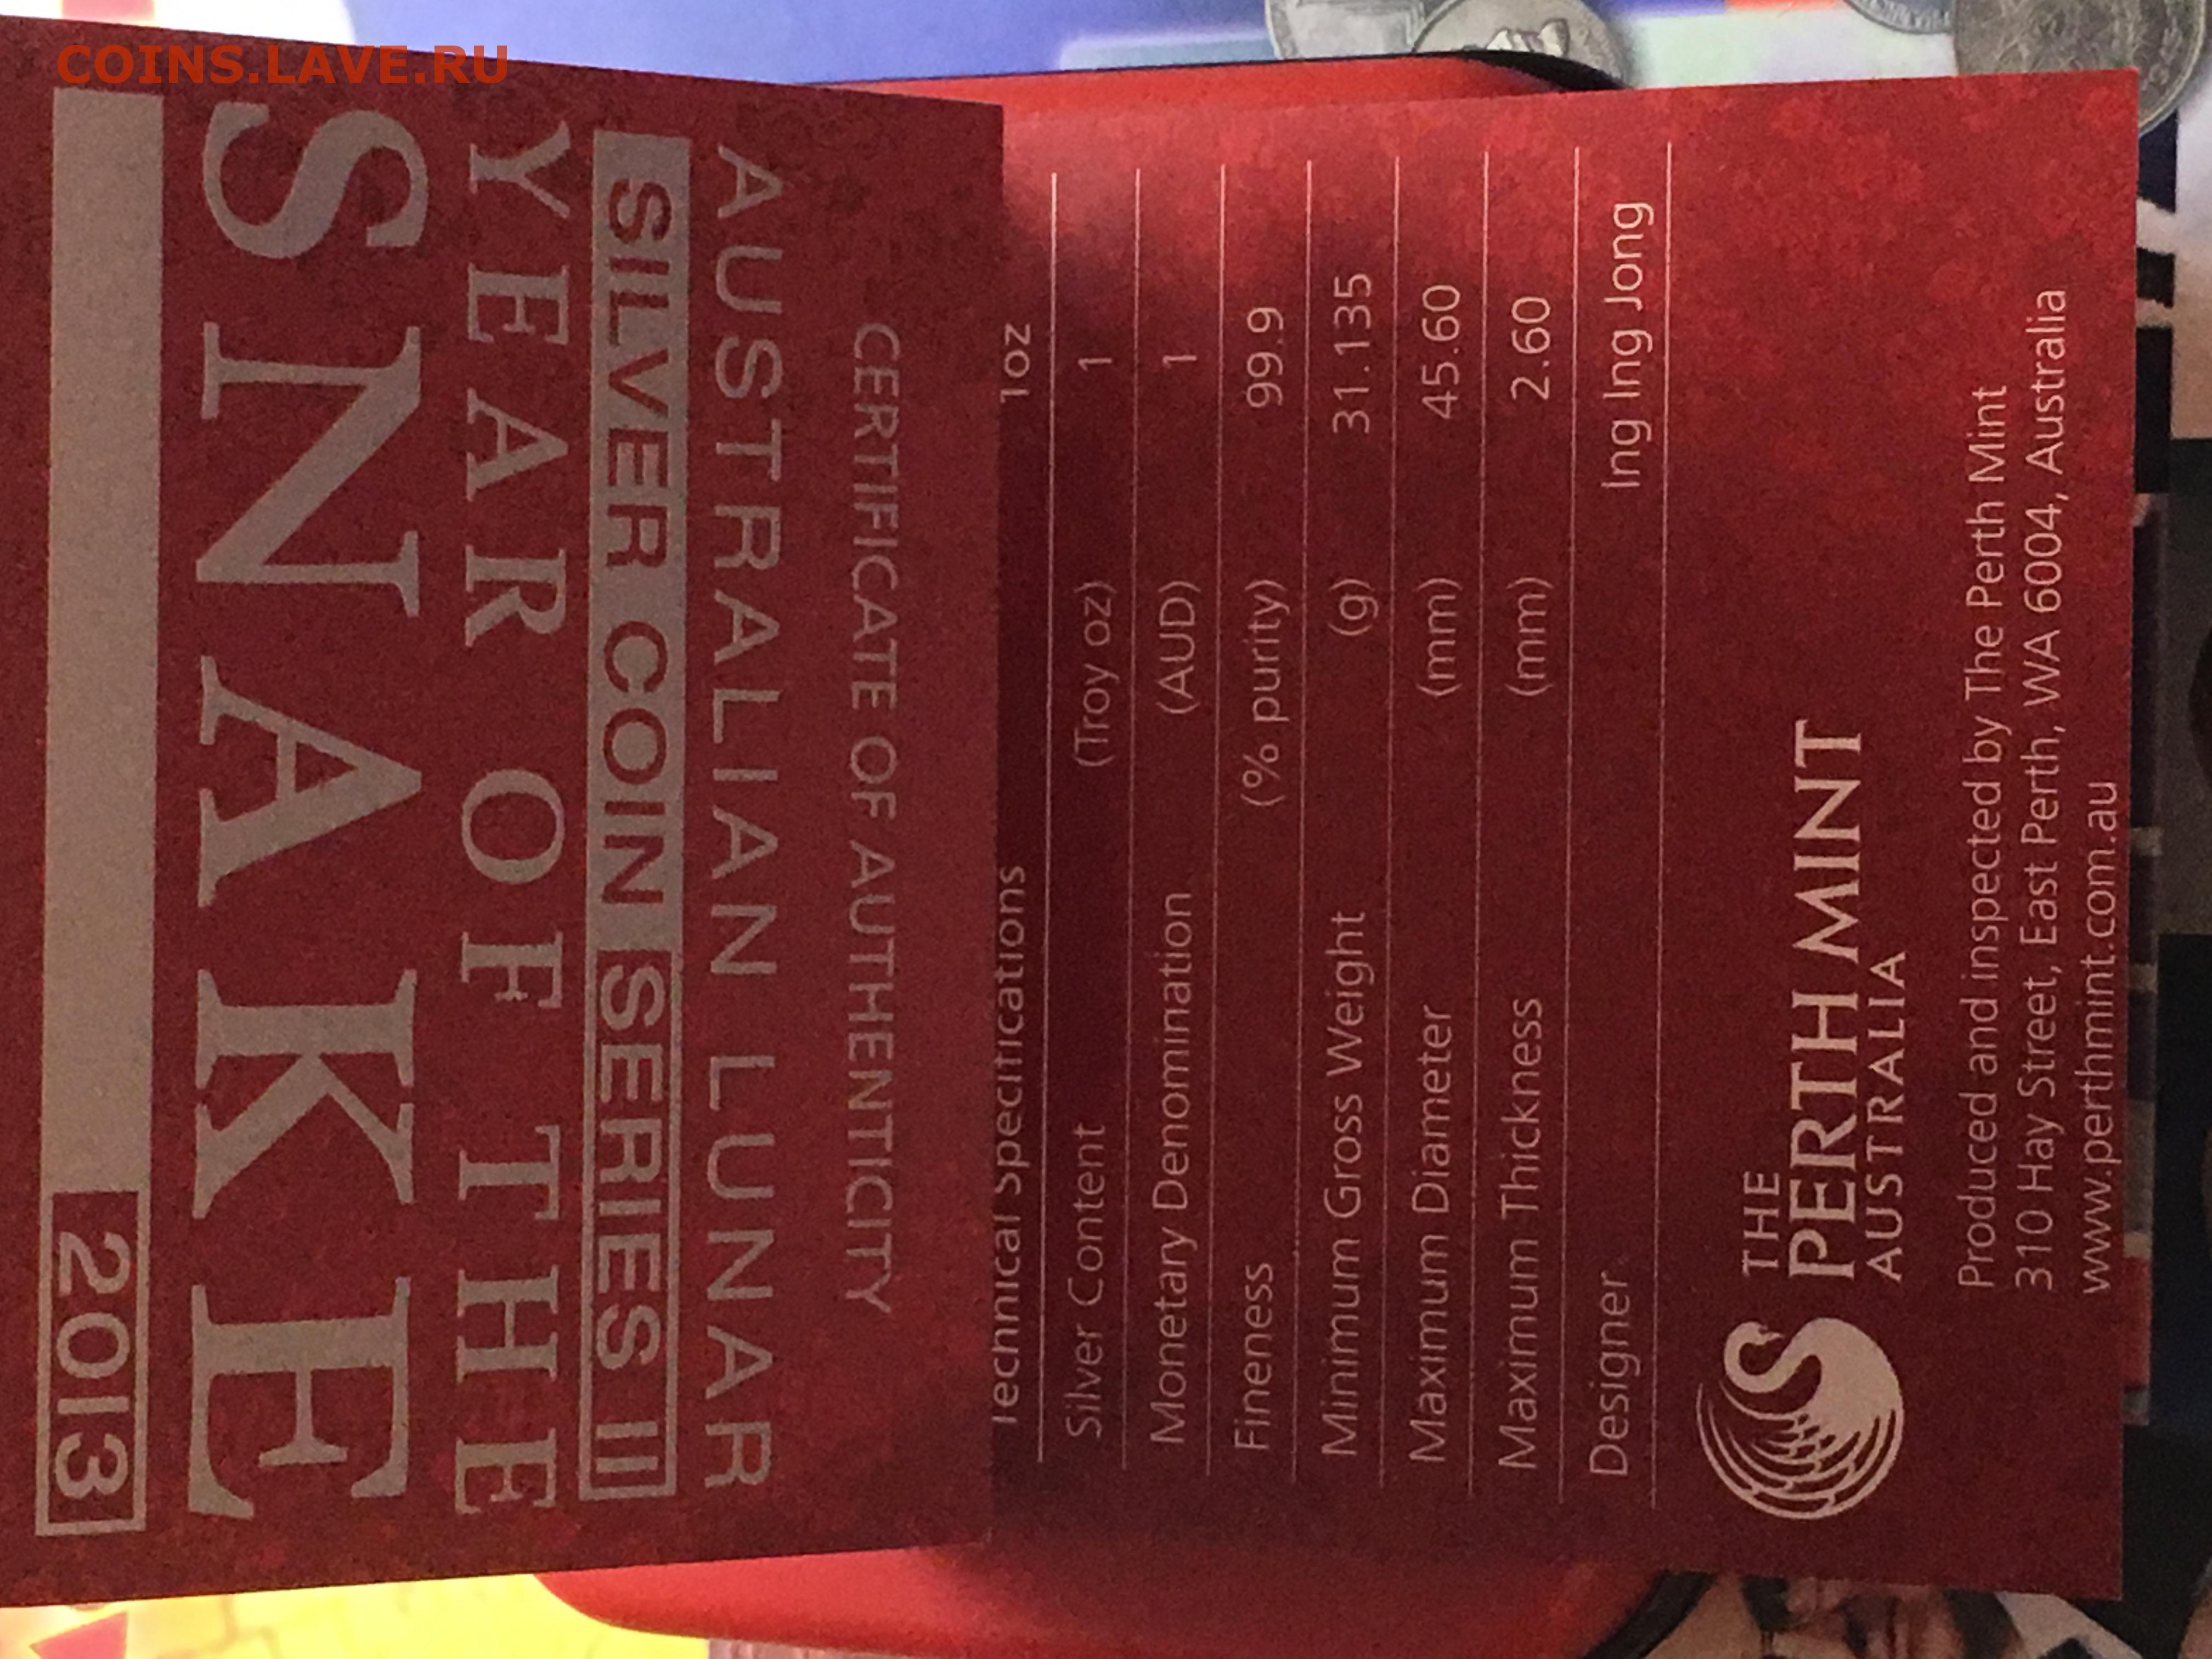 COINS.LAVE.RU
2013
SNAKE
YEAR OF THE
SILVER COIN SERIES II
AUSTRALIAN LUNAR
CERTIFICATE OF AUTHENTICITY
Technical Specifications 1oz
Silver Content (Troy oz) 1
Monetary Denomination (AUD) 1
Fineness (% purity) 99.9
Minimum Gross Weight (g) 31.135
Maximum Diameter (mm) 45.60
Maximum Thickness (mm) 2.60
Designer Ing Ing Jong
THE
PERTH MINT
AUSTRALIA
Produced and inspected by The Perth Mint
310 Hay Street, East Perth, WA 6004, Australia
www.perthmint.com.au